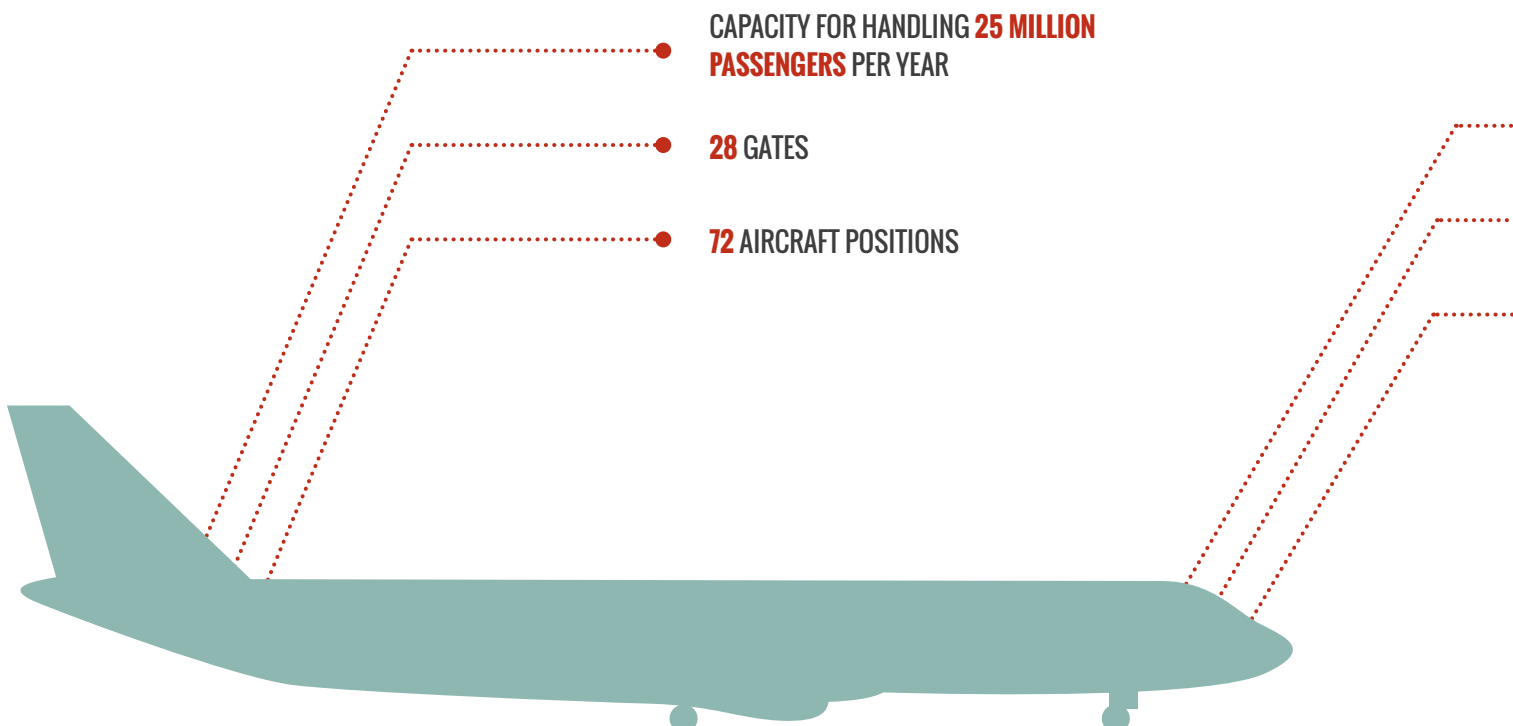 CAPACITY FOR HANDLING 25 MILLION
PASSENGERS PER YEAR
28 GATES
72 AIRCRAFT POSITIONS